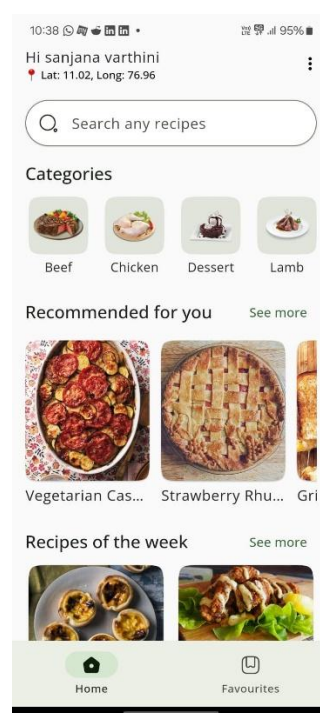 10:38 95%
Hi sanjana varthini
Lat: 11.02, Long: 76.96
Search any recipes
Categories
Beef Chicken Dessert Lamb
Recommended for you See more
Vegetarian Cas... Strawberry Rhu... Gri
Recipes of the week See more
Home Favourites